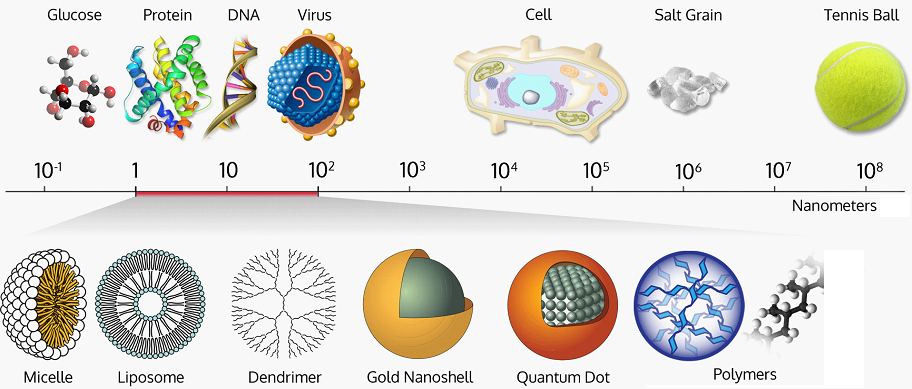 Glucose Protein DNA Virus Cell Salt Grain Tennis Ball
10⁻¹ 1 10 10² 10³ 10⁴ 10⁵ 10⁶ 10⁷ 10⁸
Nanometers
Micelle Liposome Dendrimer Gold Nanoshell Quantum Dot Polymers